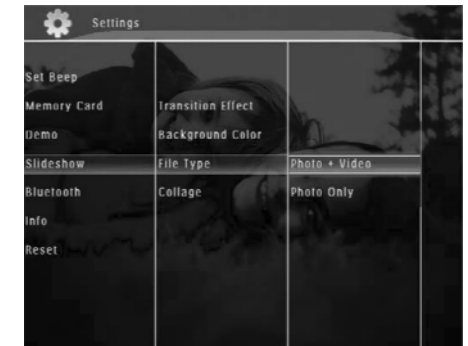 Settings
Set Beep
Memory Card
Demo
Slideshow
Bluetooth
Info
Reset
Transition Effect
Background Color
File Type
Collage
Photo + Video
Photo Only